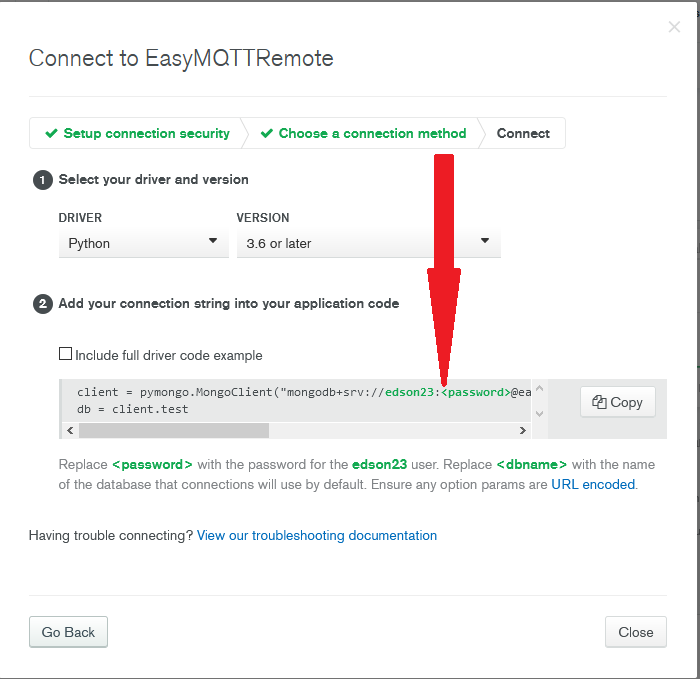 Connect to EasyMQTTRemote
Setup connection security
Choose a connection method
Connect
1 Select your driver and version
DRIVER
VERSION
Python
3.6 or later
2 Add your connection string into your application code
Include full driver code example
client = pymongo.MongoClient("mongodb+srv://edson23:<password>@ea
db = client.test
Copy
Replace <password> with the password for the edson23 user. Replace <dbname> with the name
of the database that connections will use by default. Ensure any option params are URL encoded.
Having trouble connecting? View our troubleshooting documentation
Go Back
Close